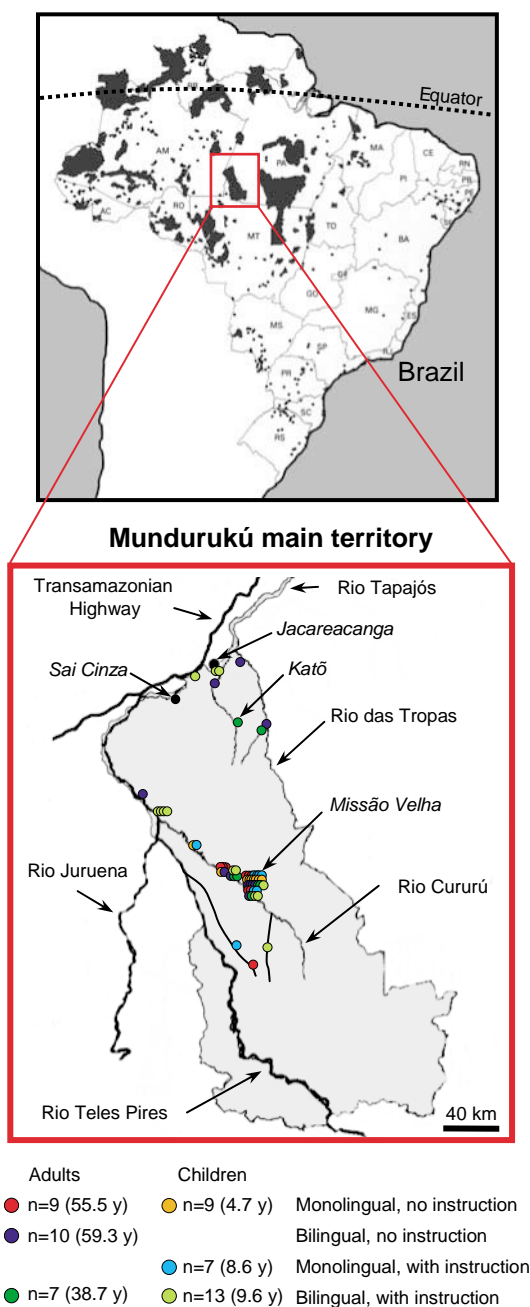 Equator
RR
AM
PA
MA
CE
RN
PB
PE
PI
AC
RO
TO
MT
BA
GO
MG
ES
MS
SP
RJ
PR
SC
RS
Brazil
Mundurukú main territory
Transamazonian
Highway
Rio Tapajós
Jacareacanga
Sai Cinza
Katõ
Rio das Tropas
Missão Velha
Rio Juruena
Rio Cururú
Rio Teles Pires
40 km
Adults Children
n=9 (55.5 y) n=9 (4.7 y) Monolingual, no instruction
n=10 (59.3 y) Bilingual, no instruction
n=7 (8.6 y) Monolingual, with instruction
n=7 (38.7 y) n=13 (9.6 y) Bilingual, with instruction